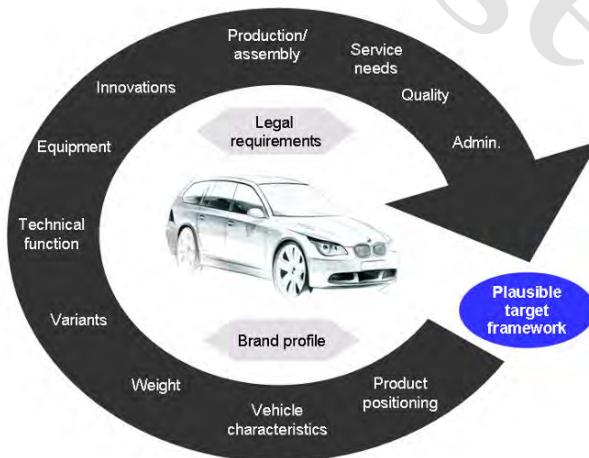 Production/
assembly
Service
needs
Innovations
Quality
Legal
requirements
Equipment
Admin.
Technical
function
Variants
Plausible
target
framework
Brand profile
Weight
Vehicle
characteristics
Product
positioning